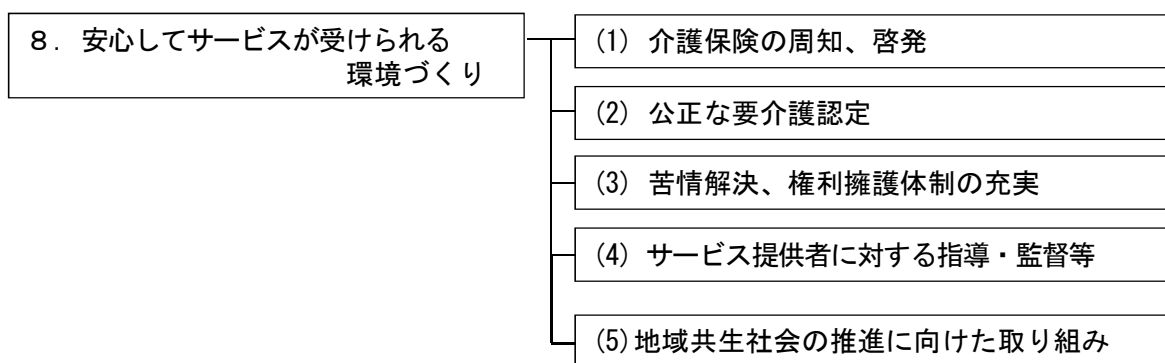 ８．安心してサービスが受けられる
環境づくり
(1) 介護保険の周知、啓発
(2) 公正な要介護認定
(3) 苦情解決、権利擁護体制の充実
(4) サービス提供者に対する指導・監督等
(5)地域共生社会の推進に向けた取り組み